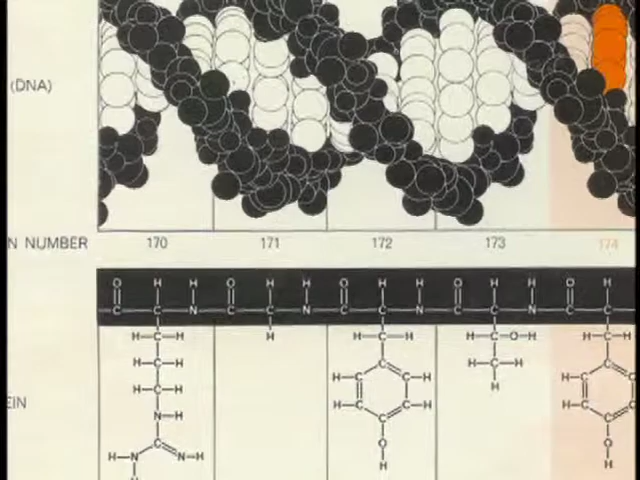 (DNA)
N NUMBER 170 171 172 173 174
O H H O H H O H H O H H O H
C C N C C N C C N C C N C C
H C H H H C H H C O H H C H
H C H C H C H
H C C H H C C H H C
H C H H H
H C C H H C
N H C C
O O
C H H
H N N H
EIN